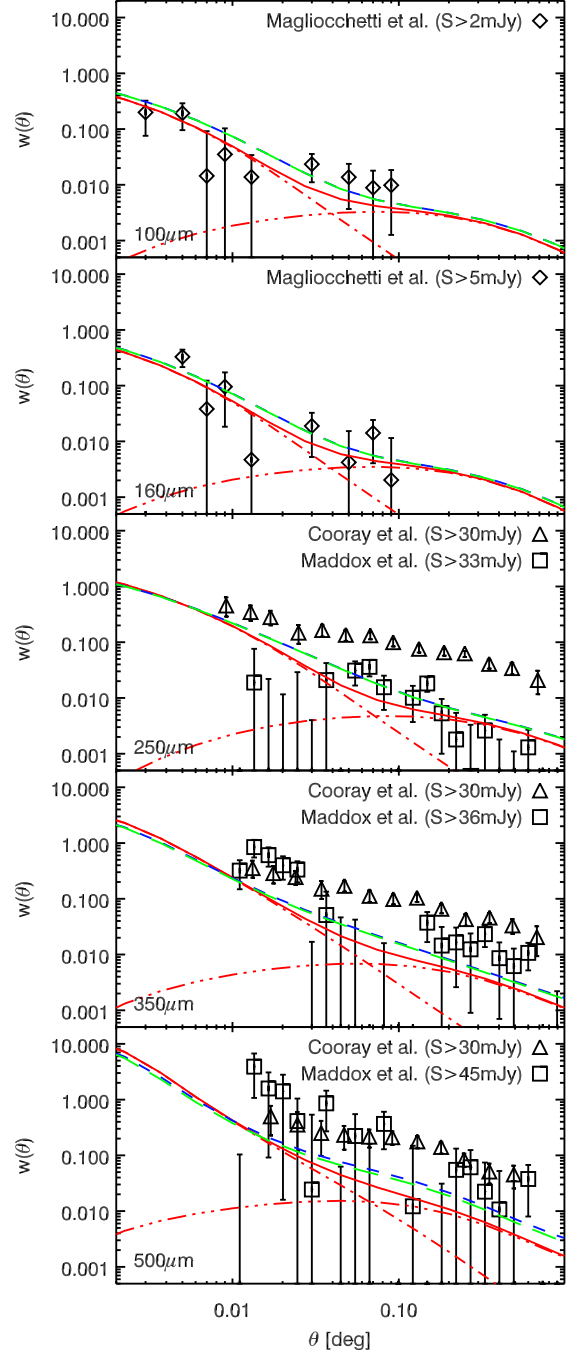 10.000
Magliocchetti et al. (S>2mJy)
1.000
0.100
0.010
0.001
w(θ)
100μm
Magliocchetti et al. (S>5mJy)
1.000
0.100
0.010
0.001
w(θ)
160μm
10.000
Cooray et al. (S>30mJy)
Maddox et al. (S>33mJy)
1.000
0.100
0.010
0.001
w(θ)
250μm
Cooray et al. (S>30mJy)
Maddox et al. (S>36mJy)
1.000
0.100
0.010
0.001
w(θ)
350μm
10.000
Cooray et al. (S>30mJy)
Maddox et al. (S>45mJy)
1.000
0.100
0.010
0.001
w(θ)
500μm
0.01
0.10
θ [deg]